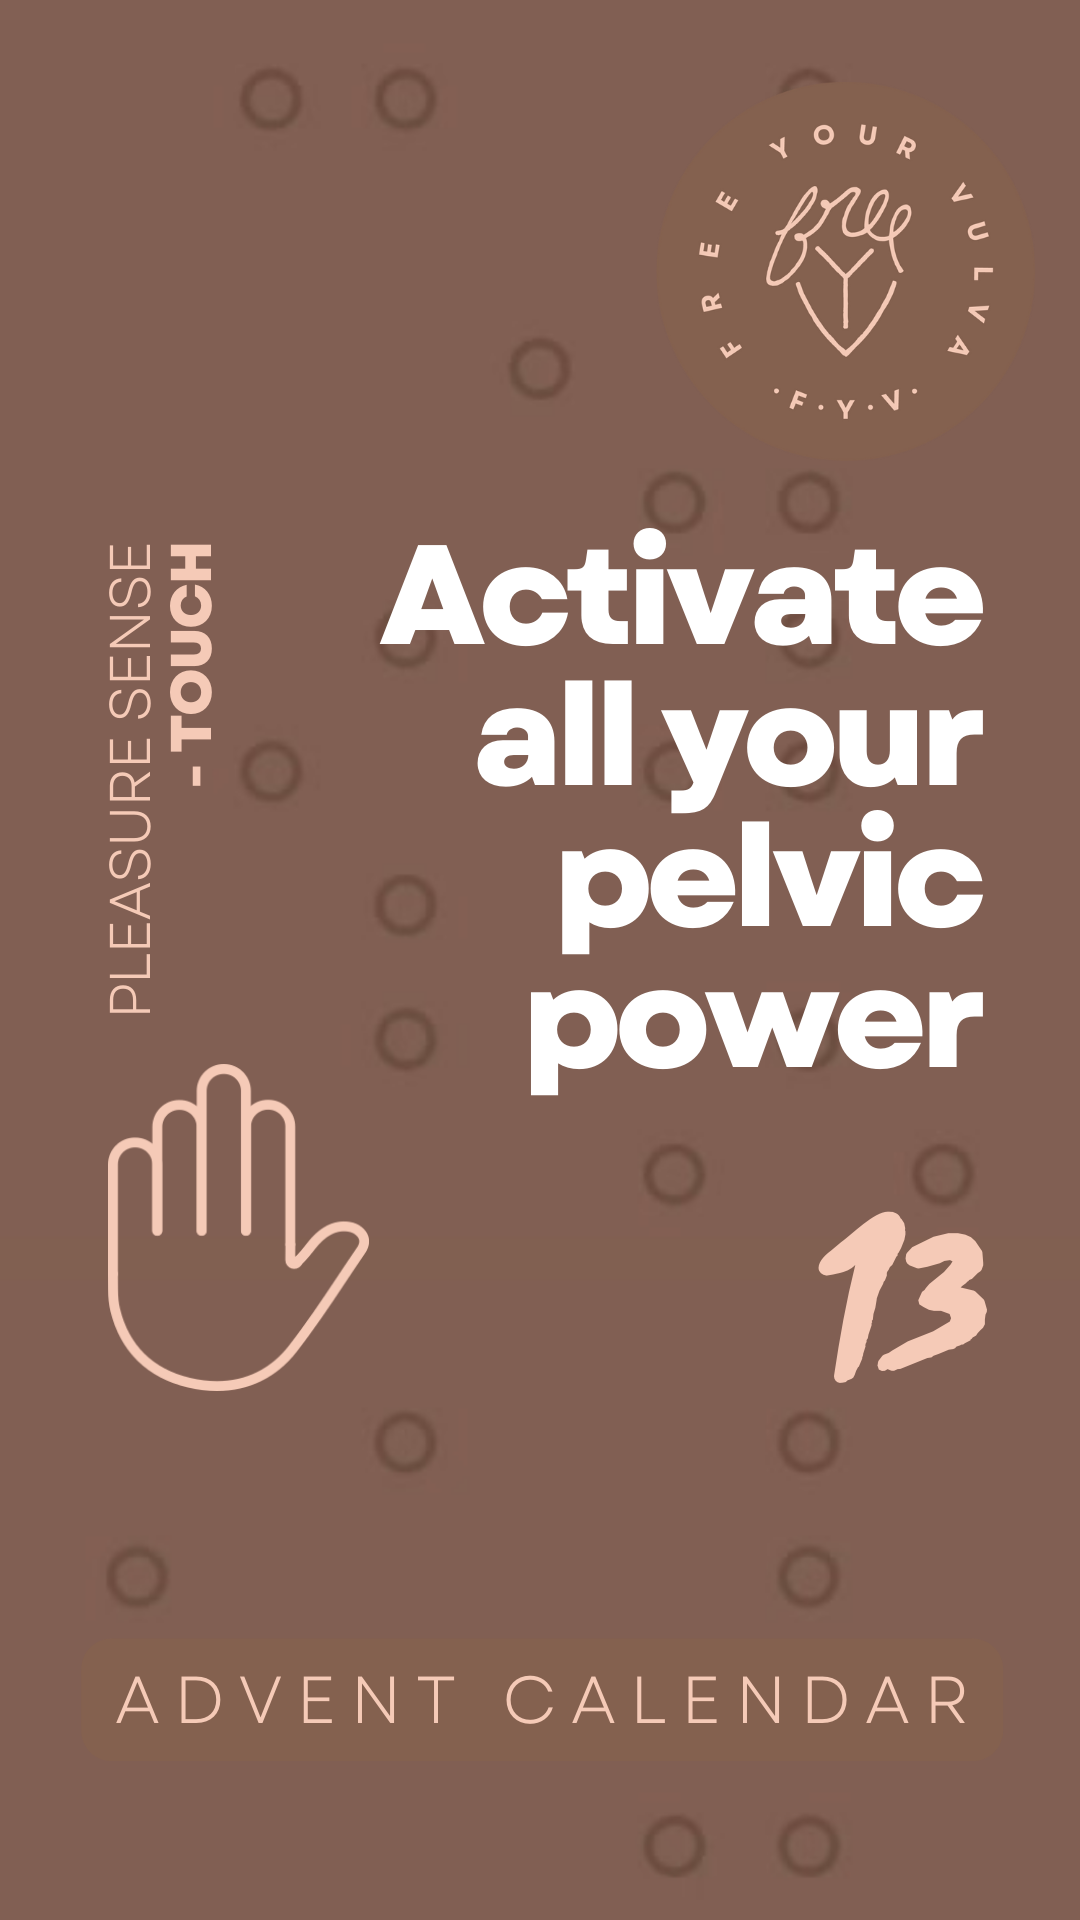 FREE YOUR VULVA
free
·F·Y·V·
PLEASURE SENSE
- TOUCH
Activate
all your
pelvic
power
13
ADVENT CALENDAR